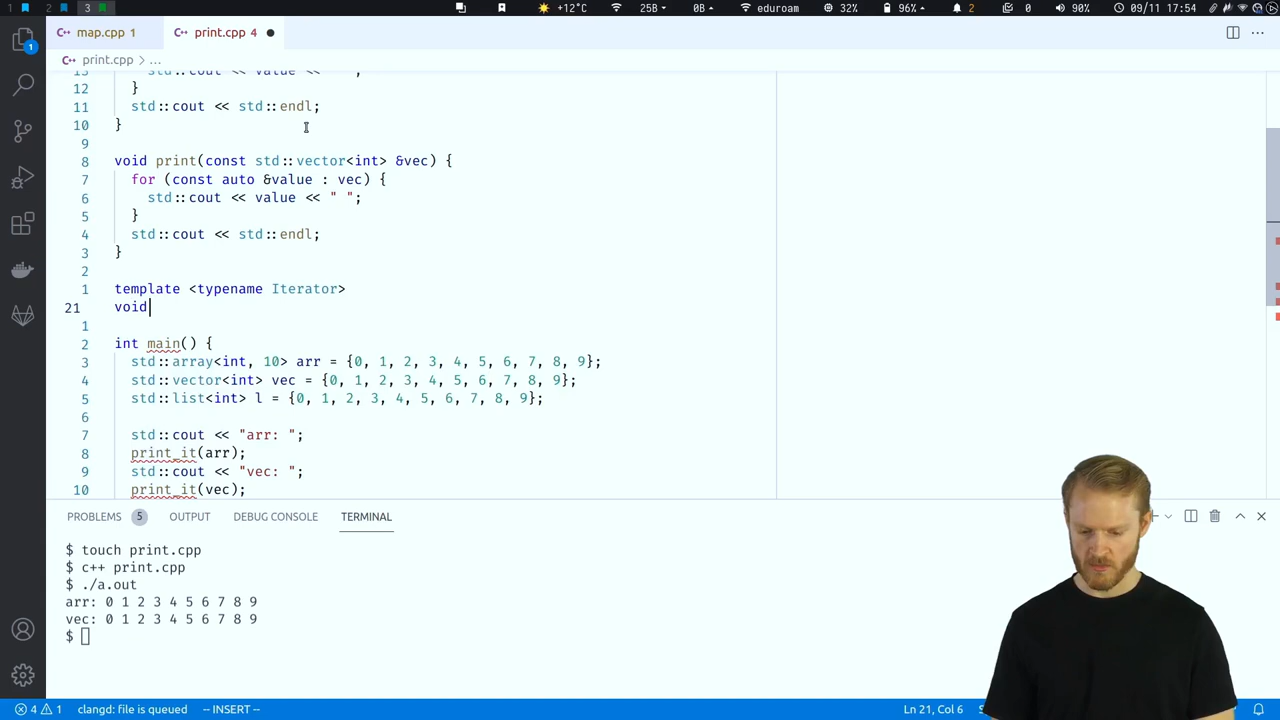 1 2 3 +12°C 25B 0B eduroam 32% 96% 2 0 90% 09/11 17:54
map.cpp 1 print.cpp 4
print.cpp > ...
13 std::cout << value << " ";
12 }
11 std::cout << std::endl;
10 }
9
8 void print(const std::vector<int> &vec) {
7 for (const auto &value : vec) {
6 std::cout << value << " ";
5 }
4 std::cout << std::endl;
3 }
2
1 template <typename Iterator>
21 void
1
2 int main() {
3 std::array<int, 10> arr = {0, 1, 2, 3, 4, 5, 6, 7, 8, 9};
4 std::vector<int> vec = {0, 1, 2, 3, 4, 5, 6, 7, 8, 9};
5 std::list<int> l = {0, 1, 2, 3, 4, 5, 6, 7, 8, 9};
6
7 std::cout << "arr: ";
8 print_it(arr);
9 std::cout << "vec: ";
10 print_it(vec);
PROBLEMS 5 OUTPUT DEBUG CONSOLE TERMINAL
$ touch print.cpp
$ c++ print.cpp
$ ./a.out
arr: 0 1 2 3 4 5 6 7 8 9
vec: 0 1 2 3 4 5 6 7 8 9
$
1
4 1 clangd: file is queued -- INSERT -- Ln 21, Col 6